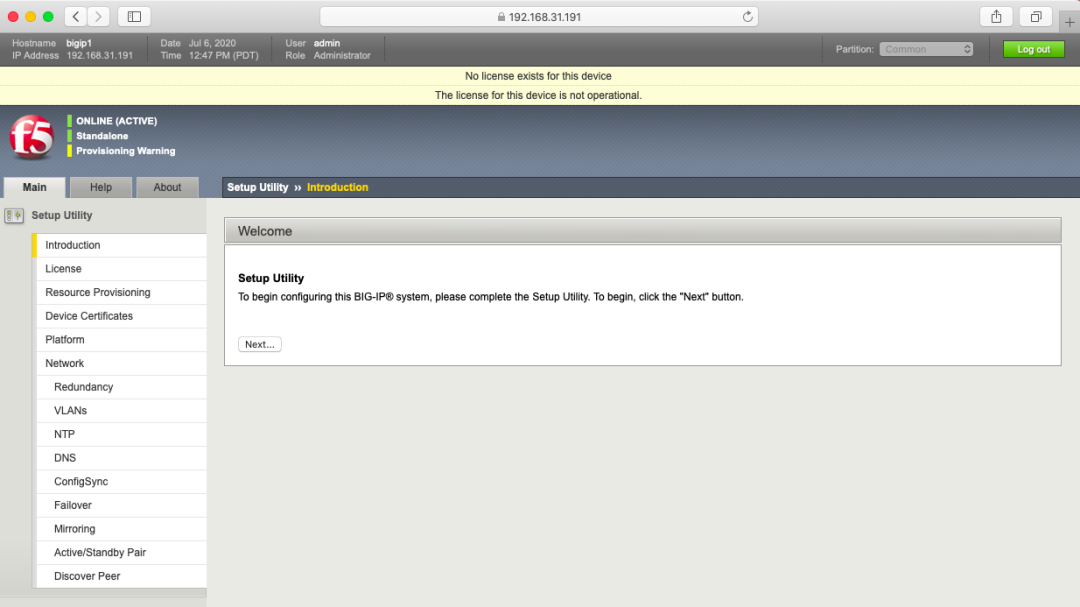 192.168.31.191
Hostname bigip1 Date Jul 6, 2020 User admin
IP Address 192.168.31.191 Time 12:47 PM (PDT) Role Administrator
Partition: Common Log out
No license exists for this device
The license for this device is not operational.
f5
ONLINE (ACTIVE)
Standalone
Provisioning Warning
Main Help About
Setup Utility ›› Introduction
Setup Utility
Introduction
License
Resource Provisioning
Device Certificates
Platform
Network
Redundancy
VLANs
NTP
DNS
ConfigSync
Failover
Mirroring
Active/Standby Pair
Discover Peer
Welcome
Setup Utility
To begin configuring this BIG-IP® system, please complete the Setup Utility. To begin, click the "Next" button.
Next...